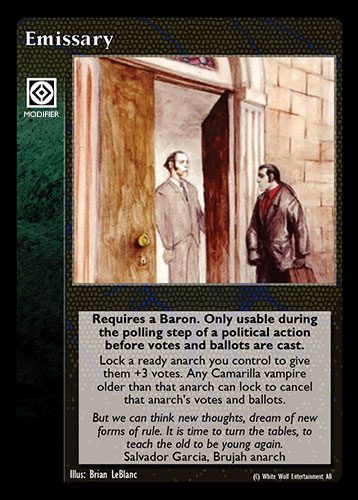 Emissary
MODIFIER
Requires a Baron. Only usable during
the polling step of a political action
before votes and ballots are cast.
Lock a ready anarch you control to give
them +3 votes. Any Camarilla vampire
older than that anarch can lock to cancel
that anarch's votes and ballots.
But we can think new thoughts, dream of new
forms of rule. It is time to turn the tables, to
teach the old to be young again.
Salvador Garcia, Brujah anarch
Illus: Brian LeBlanc
(C) White Wolf Entertainment AB